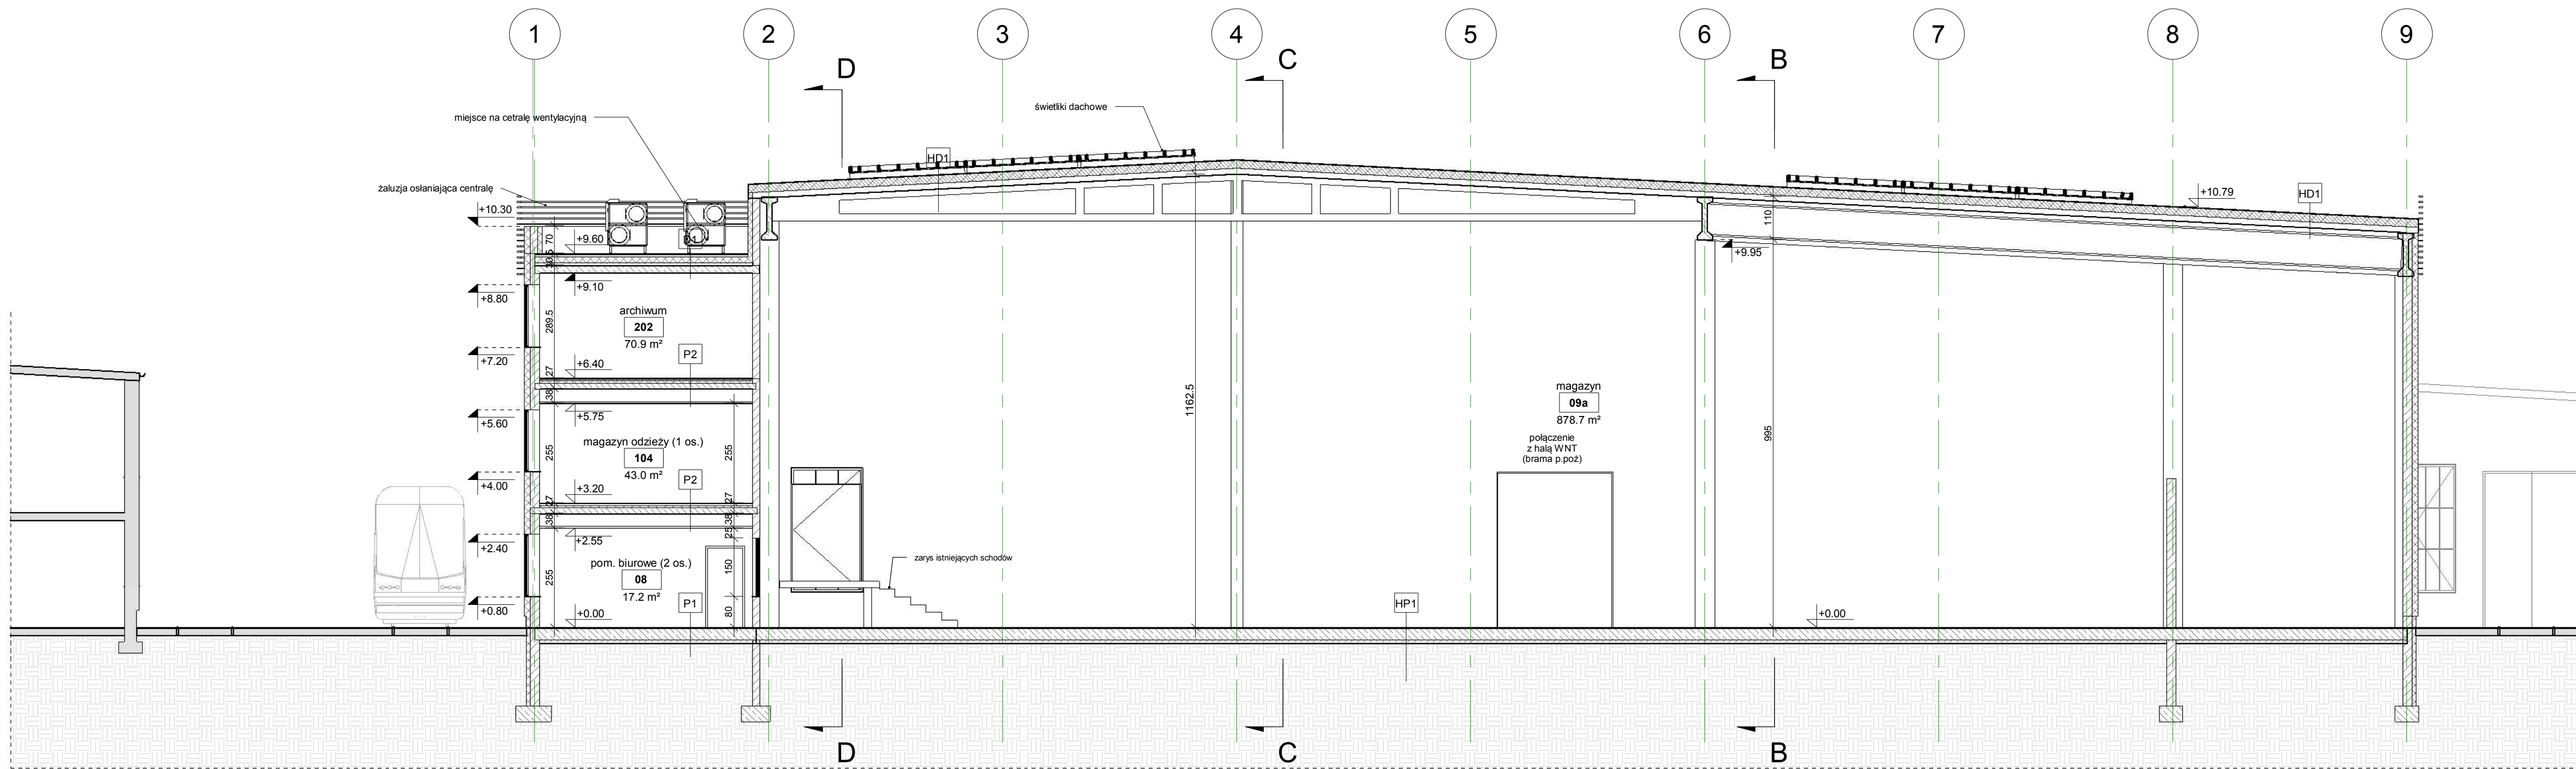 1
2
3
4
5
6
7
8
9
D
C
B
świetliki dachowe
miejsce na cetralę wentylacyjną
HD1
żaluzja osłaniająca centralę
+10.30
+10.79
HD1
70
+9.60
110
+9.95
+9.10
+8.80
archiwum
202
70.9 m²
289.5
+7.20
P2
+6.40
27
38
magazyn
09a
878.7 m²
1162.5
+5.75
+5.60
połączenie
z halą WNT
(brama p.poż)
995
magazyn odzieży (1 os.)
104
43.0 m²
255
255
P2
+4.00
+3.20
27
27
38
38
25
+2.55
+2.40
zarys istniejących schodów
pom. biurowe (2 os.)
08
17.2 m²
255
150
P1
HP1
+0.80
80
+0.00
+0.00
D
C
B